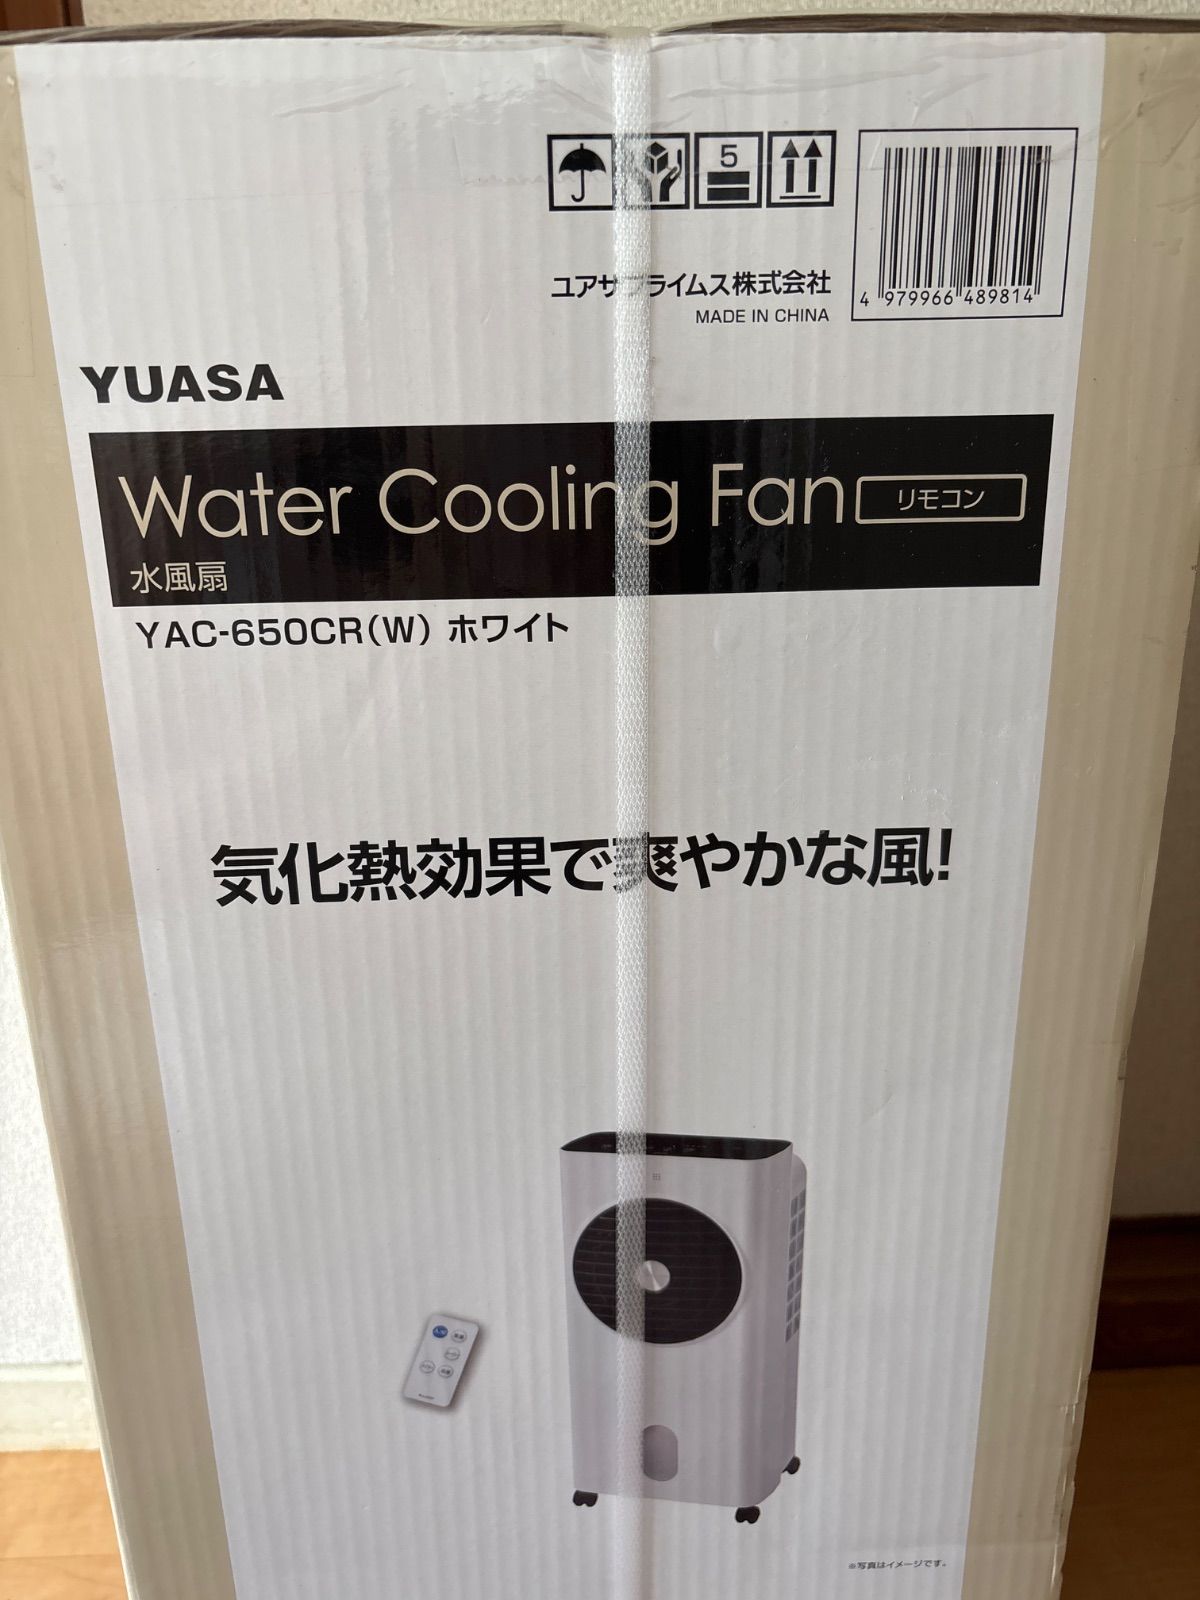 5
ユアサプライムス株式会社
MADE IN CHINA
4 979966 489814
YUASA
Water Cooling Fan リモコン
水風扇
YAC-650CR(W) ホワイト
気化熱効果で爽やかな風!
※写真はイメージです。